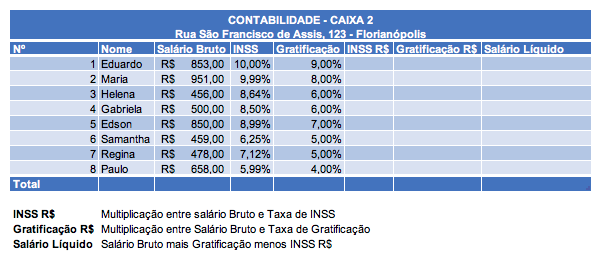 CONTABILIDADE - CAIXA 2
Rua São Francisco de Assis, 123 - Florianópolis
Nº Nome Salário Bruto INSS Gratificação INSS R$ Gratificação R$ Salário Líquido
1 Eduardo R$ 853,00 10,00% 9,00%
2 Maria R$ 951,00 9,99% 8,00%
3 Helena R$ 456,00 8,64% 6,00%
4 Gabriela R$ 500,00 8,50% 6,00%
5 Edson R$ 850,00 8,99% 7,00%
6 Samantha R$ 459,00 6,25% 5,00%
7 Regina R$ 478,00 7,12% 5,00%
8 Paulo R$ 658,00 5,99% 4,00%
Total
INSS R$ Multiplicação entre salário Bruto e Taxa de INSS
Gratificação R$ Multiplicação entre Salário Bruto e Taxa de Gratificação
Salário Líquido Salário Bruto mais Gratificação menos INSS R$